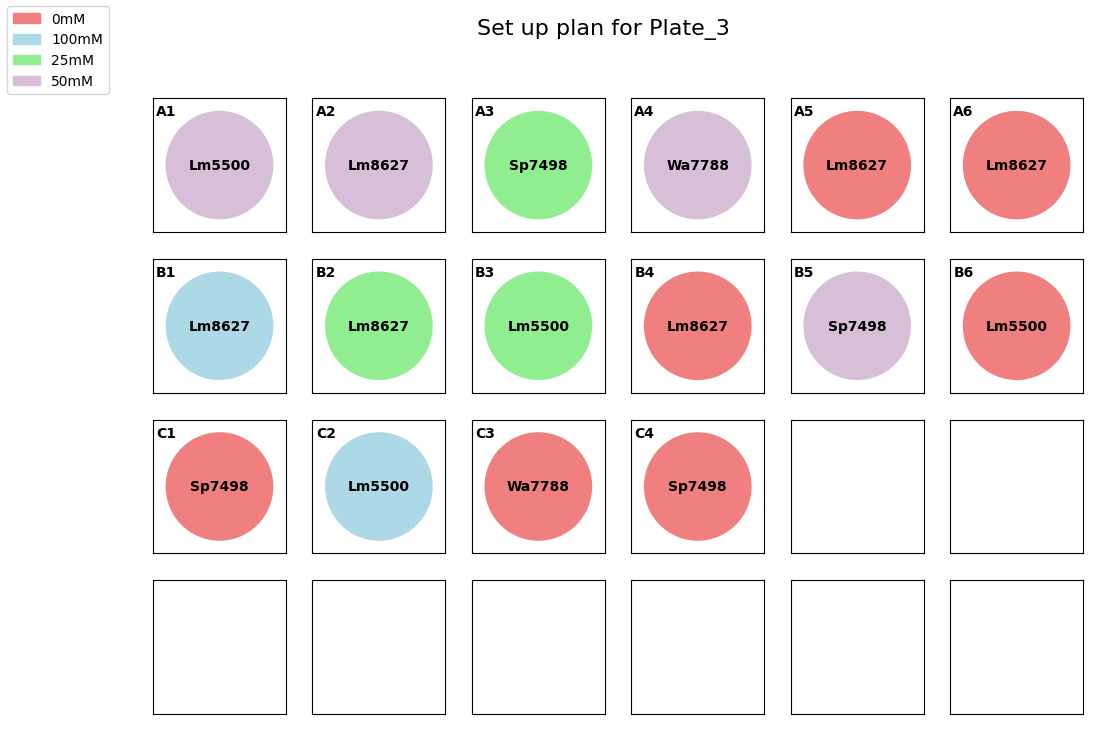 Set up plan for Plate_3
0mM
100mM
25mM
50mM
A1 A2 A3 A4 A5 A6
Lm5500 Lm8627 Sp7498 Wa7788 Lm8627 Lm8627
B1 B2 B3 B4 B5 B6
Lm8627 Lm8627 Lm5500 Lm8627 Sp7498 Lm5500
C1 C2 C3 C4
Sp7498 Lm5500 Wa7788 Sp7498